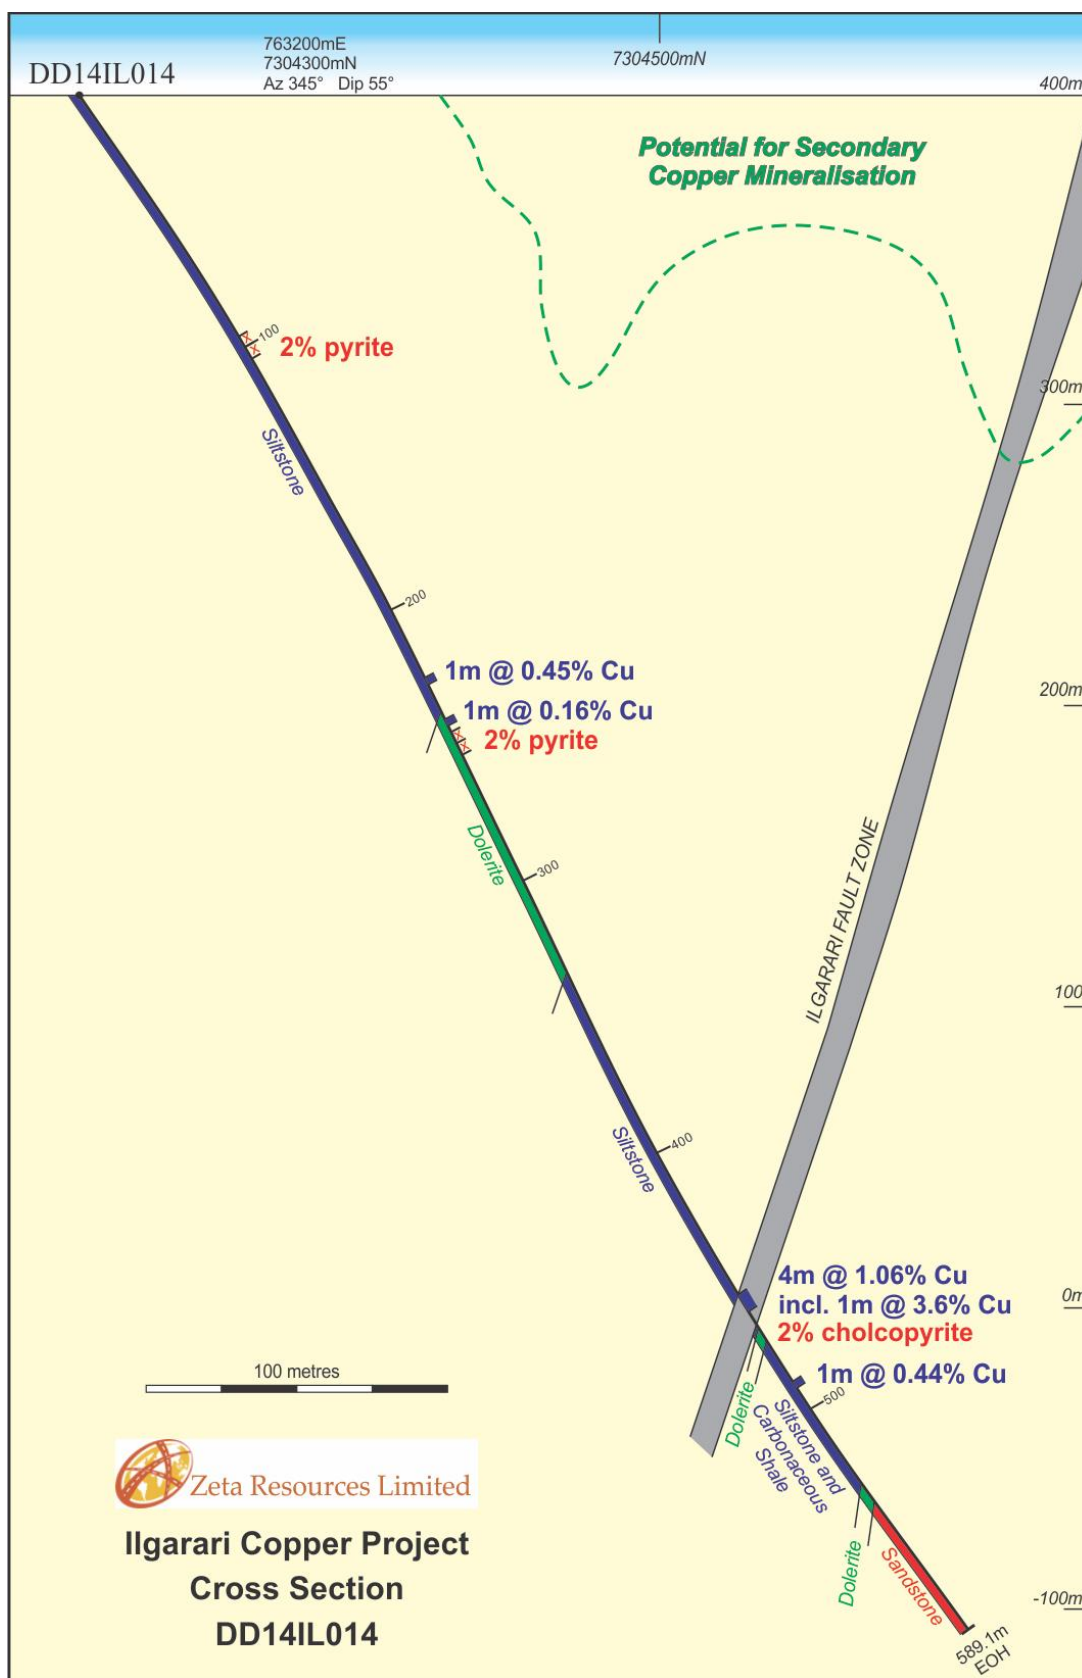 763200mE
7304300mN
Az 345° Dip 55°
DD14IL014
7304500mN
400m
Potential for Secondary
Copper Mineralisation
100
2% pyrite
300m
Siltstone
200
1m @ 0.45% Cu
200m
1m @ 0.16% Cu
2% pyrite
Dolerite
300
ILGARARI FAULT ZONE
100
Siltstone
400
4m @ 1.06% Cu
0m
incl. 1m @ 3.6% Cu
2% cholcopyrite
1m @ 0.44% Cu
100 metres
500
Dolerite
Siltstone and
Carbonaceous
Shale
Zeta Resources Limited
Ilgarari Copper Project
Cross Section
DD14IL014
Dolerite
Sandstone
-100m
589.1m
EOH